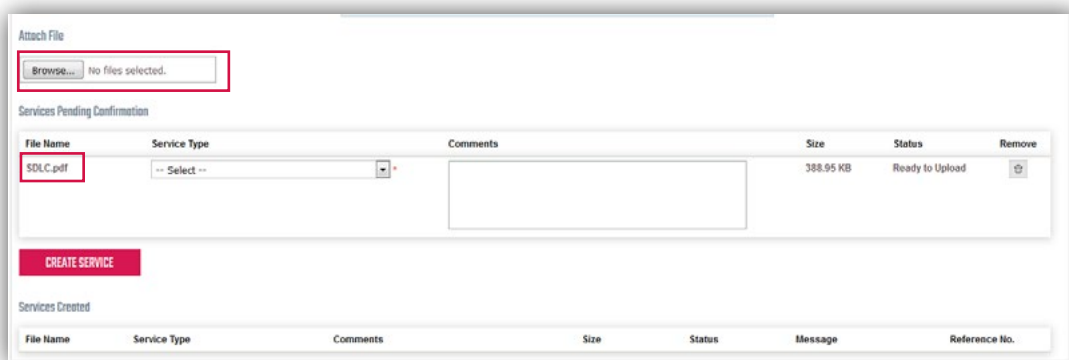 Attach File
Browse... No files selected.
Services Pending Confirmation
File Name Service Type Comments Size Status Remove
SDLC.pdf -- Select -- * 388.95 KB Ready to Upload
CREATE SERVICE
Services Created
File Name Service Type Comments Size Status Message Reference No.